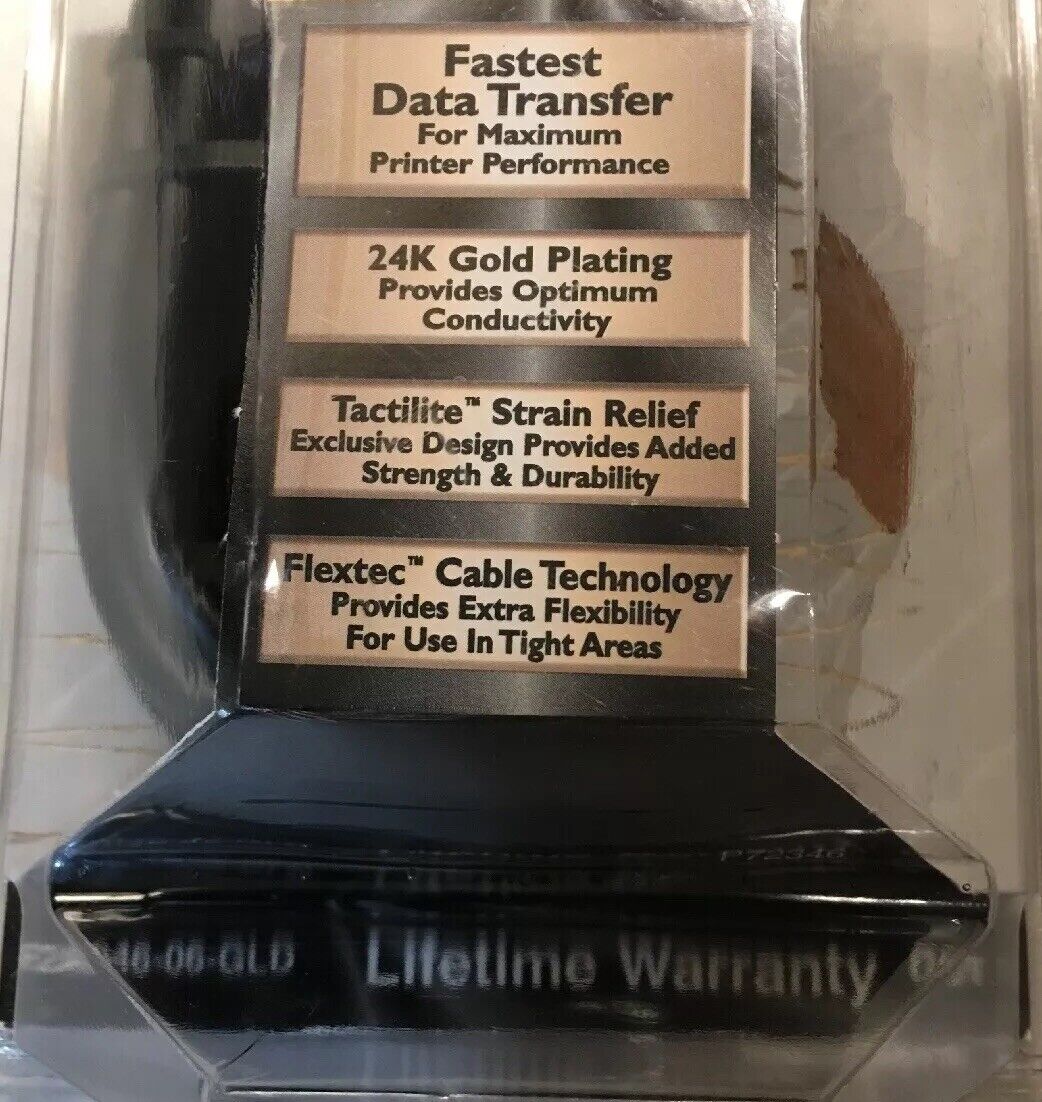 Fastest
Data Transfer
For Maximum
Printer Performance
24K Gold Plating
Provides Optimum
Conductivity
Tactilite™ Strain Relief
Exclusive Design Provides Added
Strength & Durability
Flextec™ Cable Technology
Provides Extra Flexibility
For Use In Tight Areas
P72346
Lifetime Warranty